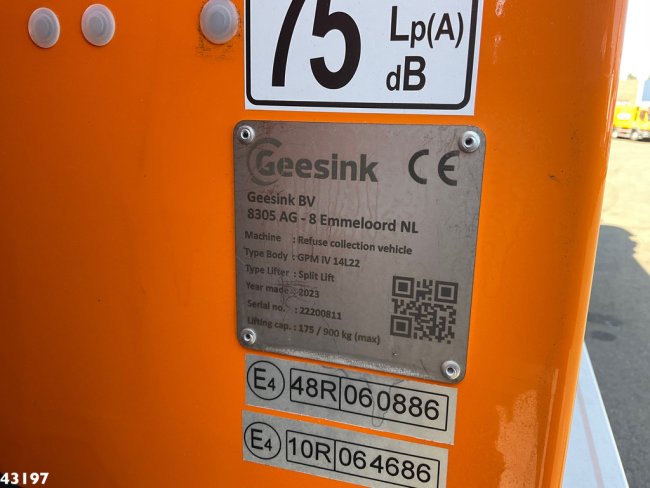 75 Lp(A)
dB
Geesink CE
Geesink BV
8305 AG - 8 Emmeloord NL
Machine : Refuse collection vehicle
Type Body : GPM IV 14L22
Type Lifter : Split Lift
Year made : 2023
Serial no. : 22200811
Lifting cap. : 175 / 900 kg (max)
E4 48R 060886
E4 10R 064686
43197